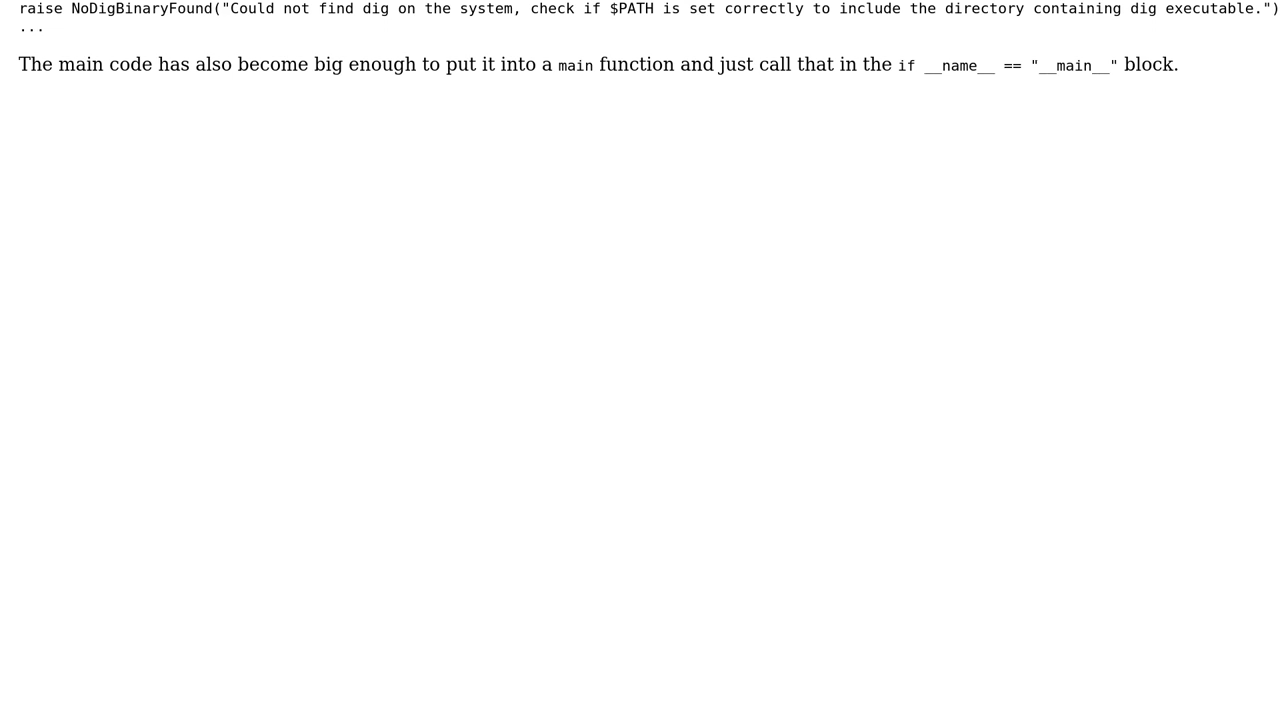 raise NoDigBinaryFound("Could not find dig on the system, check if $PATH is set correctly to include the directory containing dig executable.")
...
The main code has also become big enough to put it into a main function and just call that in the if __name__ == "__main__" block.